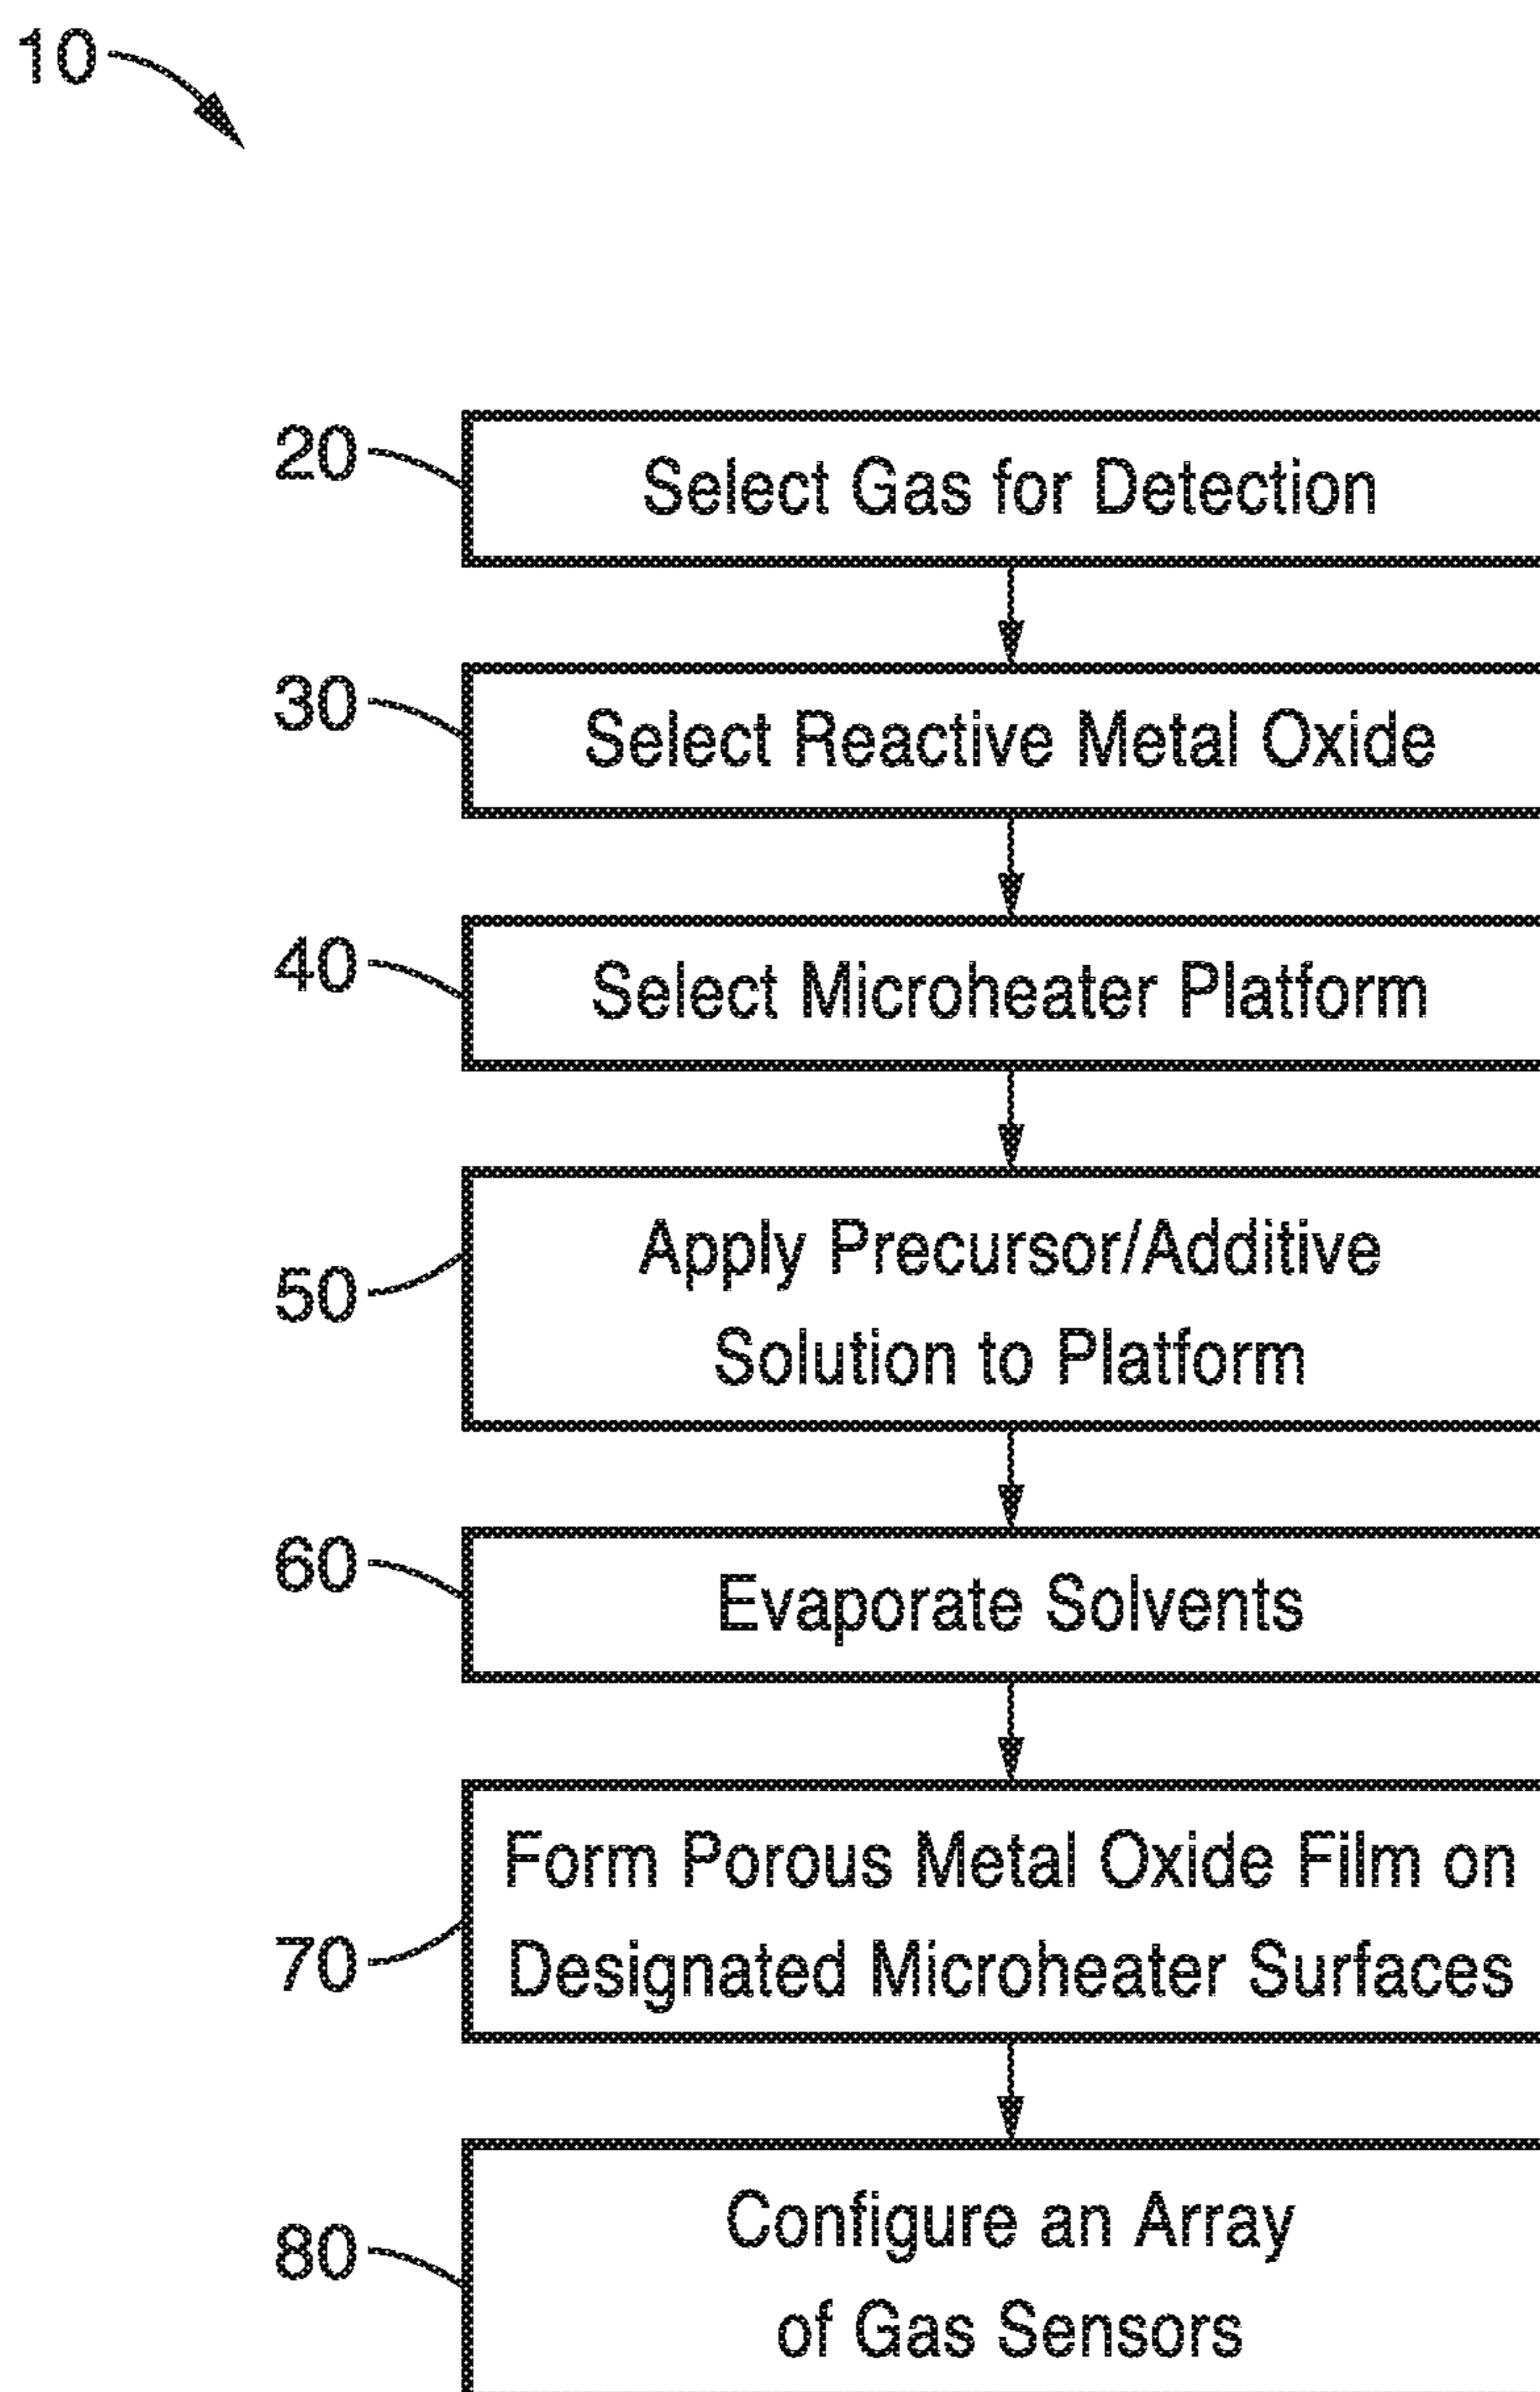 10
20
Select Gas for Detection
30
Select Reactive Metal Oxide
40
Select Microheater Platform
50
Apply Precursor/Additive
Solution to Platform
60
Evaporate Solvents
70
Form Porous Metal Oxide Film on
Designated Microheater Surfaces
80
Configure an Array
of Gas Sensors